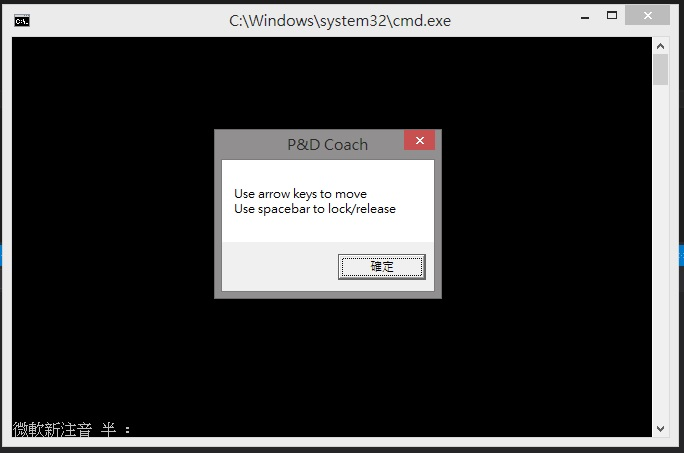 C:\Windows\system32\cmd.exe
P&D Coach
Use arrow keys to move
Use spacebar to lock/release
確定
微軟新注音 半 :